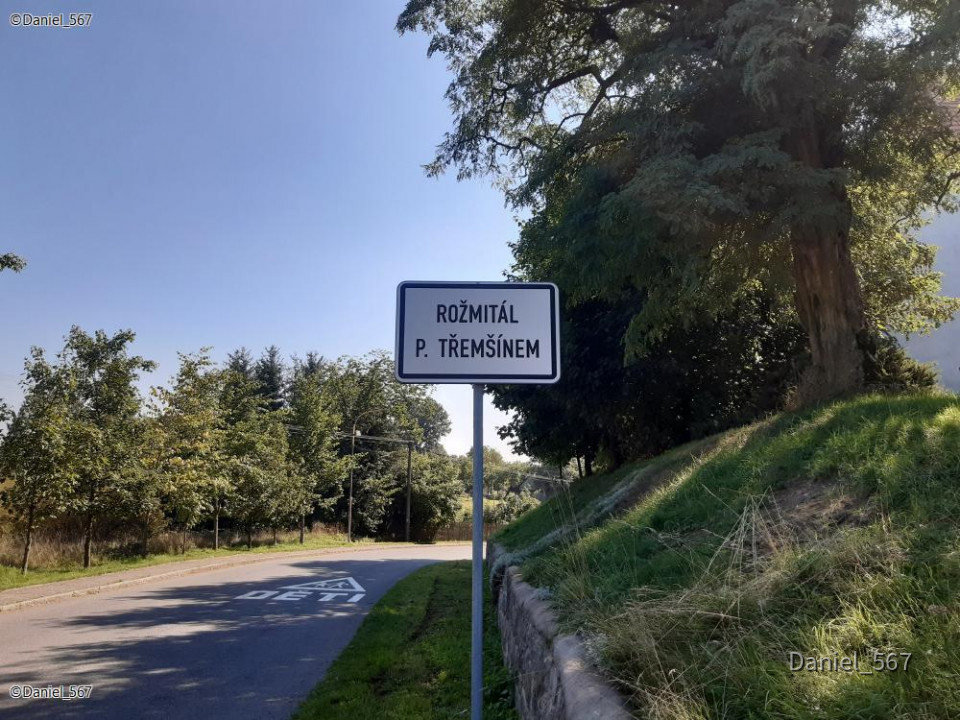 ©Daniel_567
ROŽMITÁL
P. TŘEMŠÍNEM
DĚTI
Daniel_567
©Daniel_567